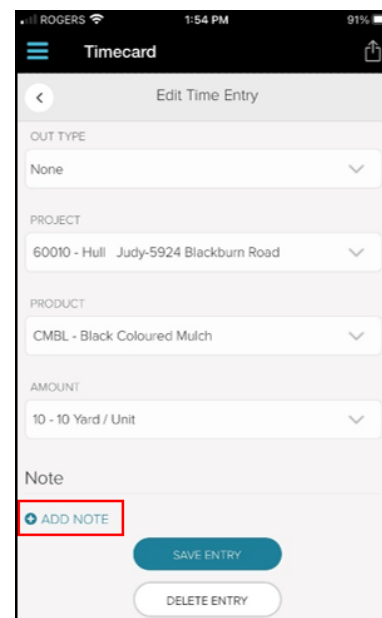 ROGERS 1:54 PM 91%
Timecard
Edit Time Entry
OUT TYPE
None
PROJECT
60010 - Hull Judy-5924 Blackburn Road
PRODUCT
CMBL - Black Coloured Mulch
AMOUNT
10 - 10 Yard / Unit
Note
ADD NOTE
SAVE ENTRY
DELETE ENTRY